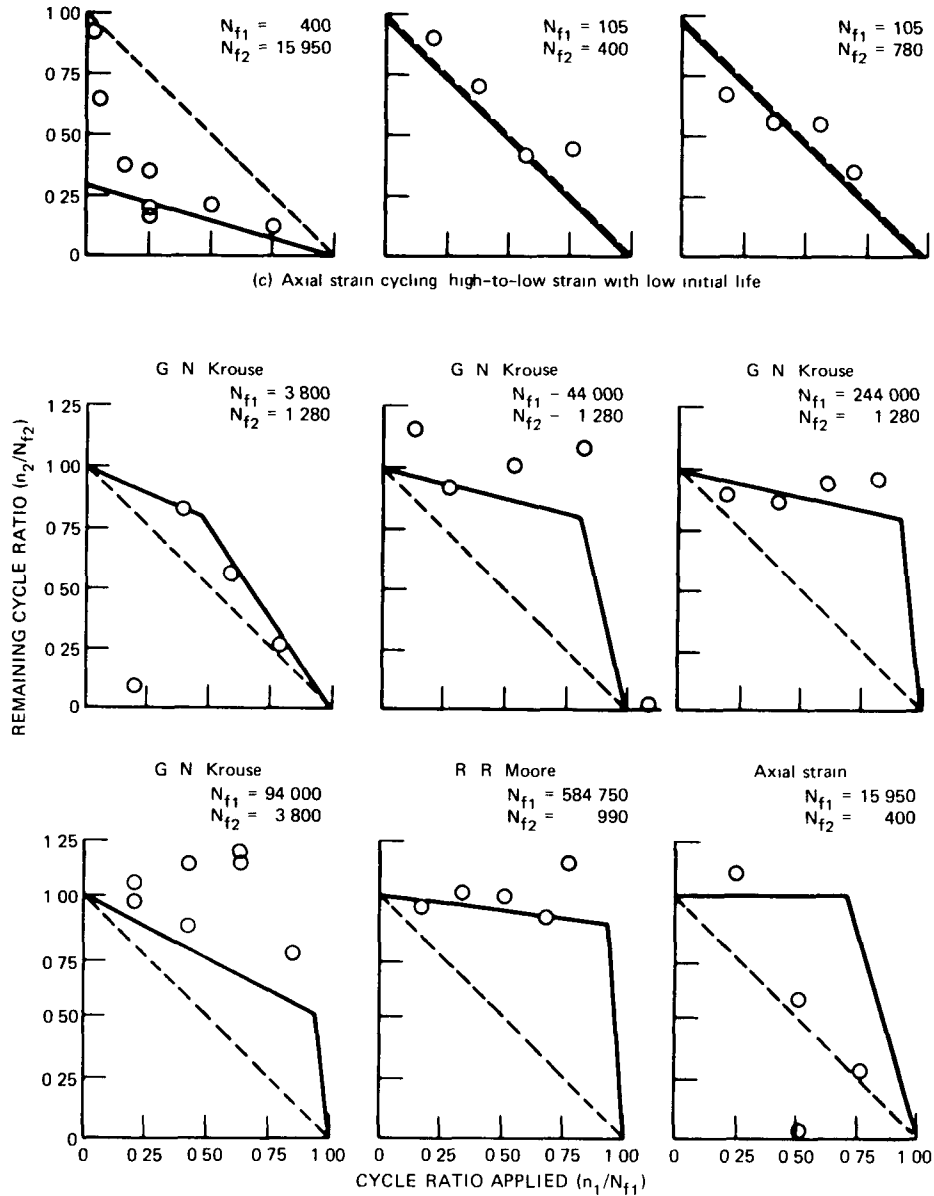 1 00
0 75
0 50
0 25
0
N_f1 = 400
N_f2 = 15 950
N_f1 = 105
N_f2 = 400
N_f1 = 105
N_f2 = 780
(c) Axial strain cycling high-to-low strain with low initial life
REMAINING CYCLE RATIO (n_2/N_f2)
G N Krouse
N_f1 = 3 800
N_f2 = 1 280
1 25
1 00
0 75
0 50
0 25
0
G N Krouse
N_f1 - 44 000
N_f2 - 1 280
G N Krouse
N_f1 = 244 000
N_f2 = 1 280
G N Krouse
N_f1 = 94 000
N_f2 = 3 800
1 25
1 00
0 75
0 50
0 25
0
0 0 25 0 50 0 75 1 00
R R Moore
N_f1 = 584 750
N_f2 = 990
0 0 25 0 50 0 75 1 00
Axial strain
N_f1 = 15 950
N_f2 = 400
0 0 25 0 50 0 75 1 00
CYCLE RATIO APPLIED (n_1/N_f1)